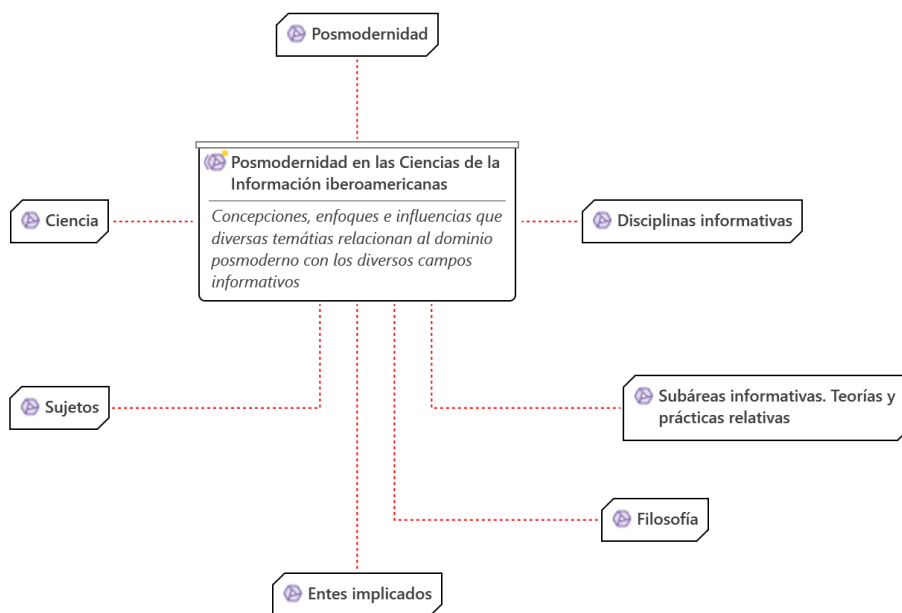 Posmodernidad
Posmodernidad en las Ciencias de la
Información iberoamericanas
Concepciones, enfoques e influencias que
diversas temátias relacionan al dominio
posmoderno con los diversos campos
informativos
Ciencia
Disciplinas informativas
Sujetos
Subáreas informativas. Teorías y
prácticas relativas
Filosofía
Entes implicados